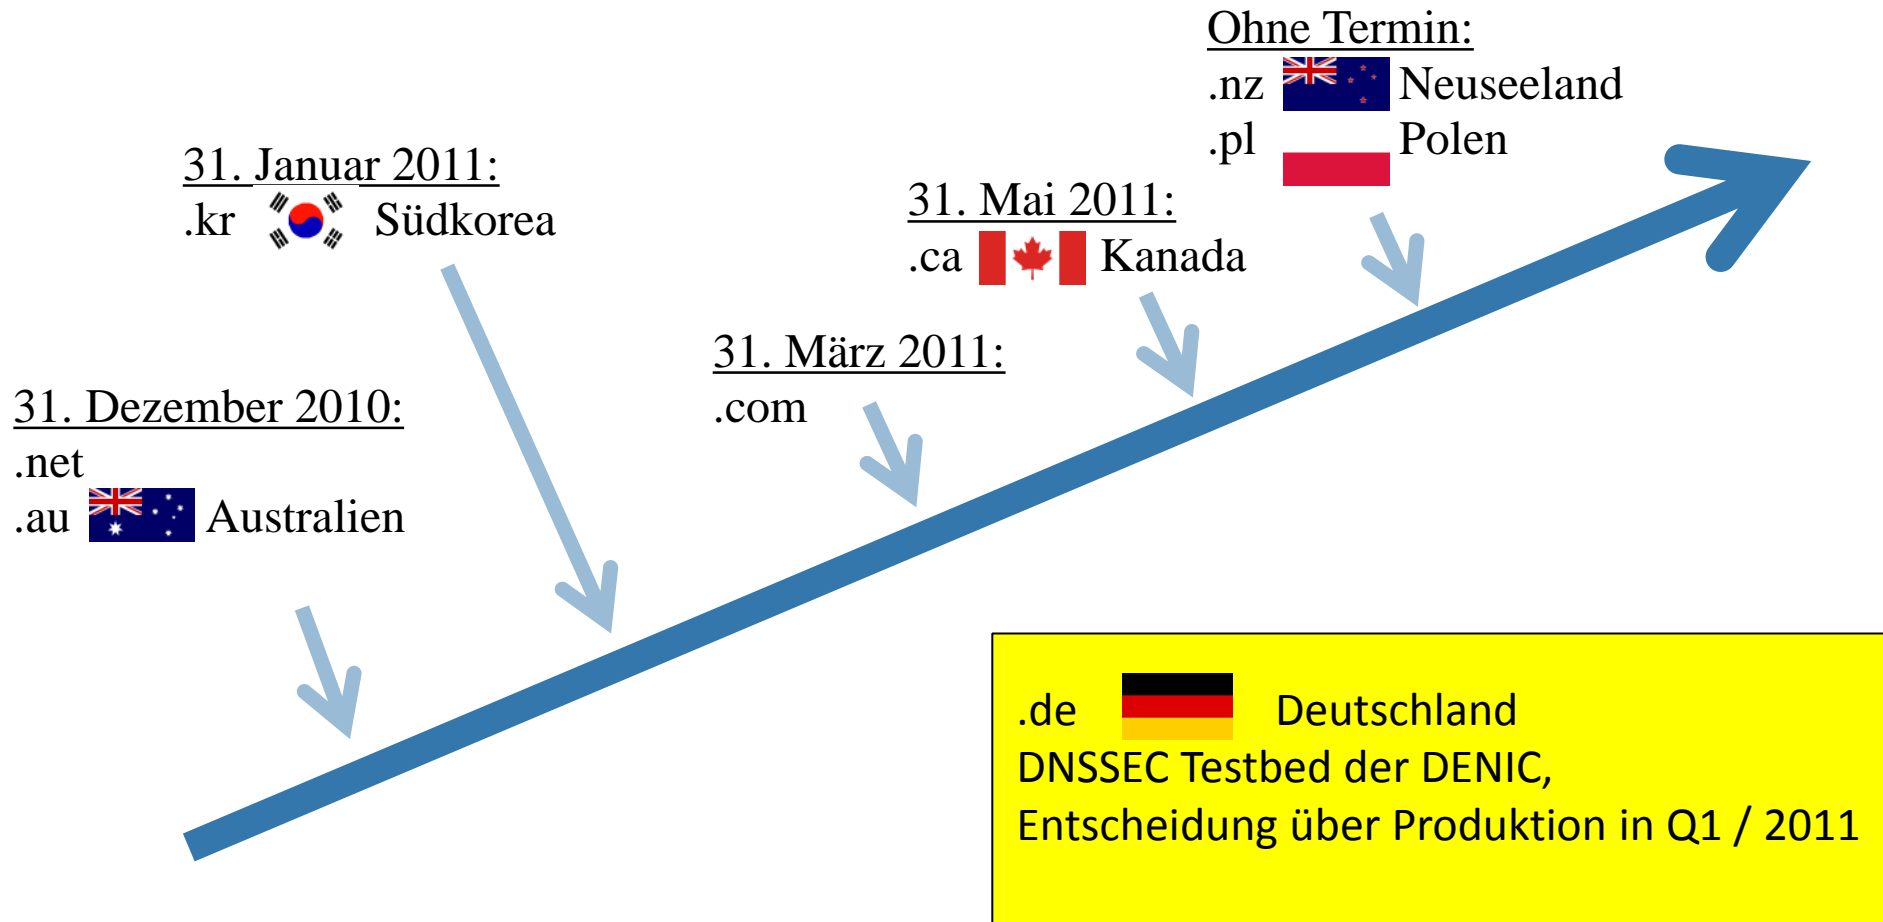 Ohne Termin:
.nz Neuseeland
.pl Polen
31. Januar 2011:
.kr Südkorea
31. Mai 2011:
.ca Kanada
31. März 2011:
.com
31. Dezember 2010:
.net
.au Australien
.de Deutschland
DNSSEC Testbed der DENIC,
Entscheidung über Produktion in Q1 / 2011